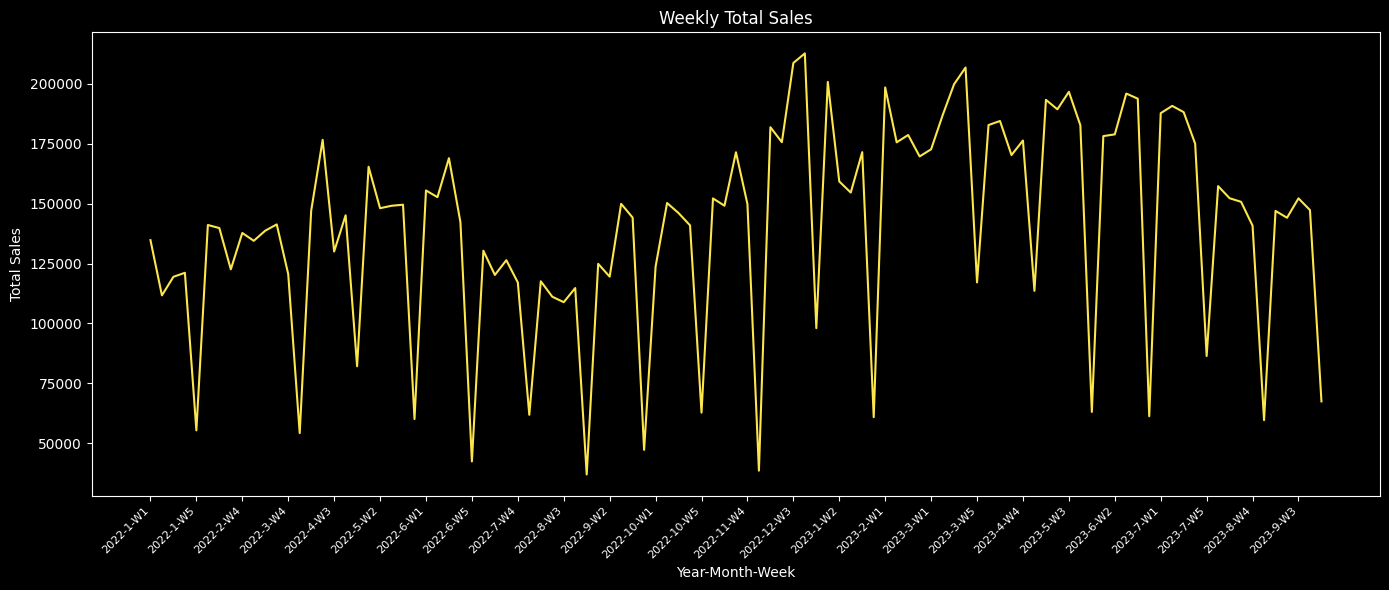 Weekly Total Sales
Total Sales
200000
175000
150000
125000
100000
75000
50000
2022-1-W1
2022-1-W5
2022-2-W4
2022-3-W4
2022-4-W3
2022-5-W2
2022-6-W1
2022-6-W5
2022-7-W4
2022-8-W3
2022-9-W2
2022-10-W1
2022-10-W5
2022-11-W4
2022-12-W3
2023-1-W2
2023-2-W1
2023-3-W1
2023-3-W5
2023-4-W4
2023-5-W3
2023-6-W2
2023-7-W1
2023-7-W5
2023-8-W4
2023-9-W3
Year-Month-Week